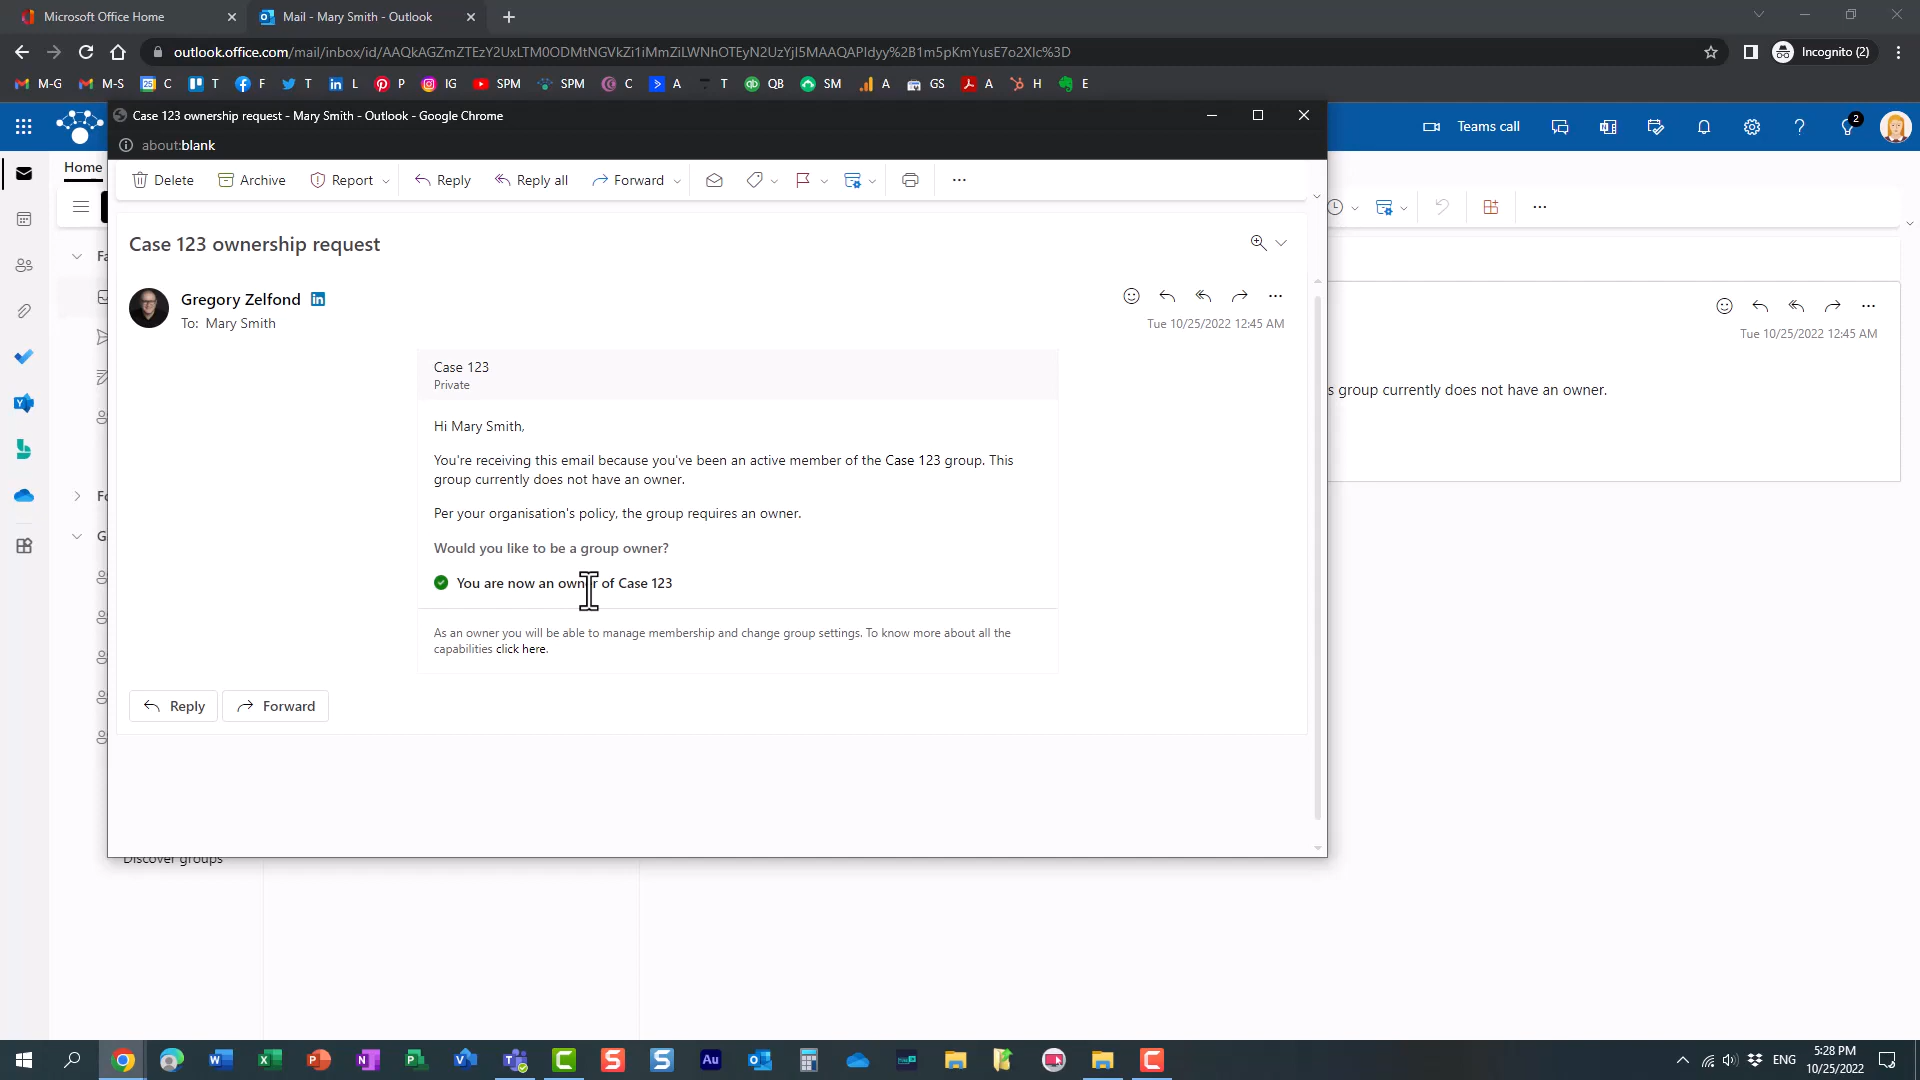 Microsoft Office Home
Mail - Mary Smith - Outlook
outlook.office.com/mail/inbox/id/AAQkAGZmZTEzY2UxLTM0ODMtNGVkZi1iMmZiLWNhOTEyN2UzYjI5MAAQAPIdyy%2B1m5pKmYusE7o2XIc%3D
Incognito (2)
M-G M-S C T F T L P IG SPM SPM C A T QB SM A GS A H E
Case 123 ownership request - Mary Smith - Outlook - Google Chrome
Teams call
2
about:blank
Home
Delete Archive Report Reply Reply all Forward
Case 123 ownership request
Fa
Gregory Zelfond
To: Mary Smith
Tue 10/25/2022 12:45 AM
Tue 10/25/2022 12:45 AM
Case 123
Private
s group currently does not have an owner.
Hi Mary Smith,
You're receiving this email because you've been an active member of the Case 123 group. This
group currently does not have an owner.
Per your organisation's policy, the group requires an owner.
Fo
G
Would you like to be a group owner?
You are now an owner of Case 123
As an owner you will be able to manage membership and change group settings. To know more about all the
capabilities click here.
Reply
Forward
Discover groups
ENG
5:28 PM
10/25/2022